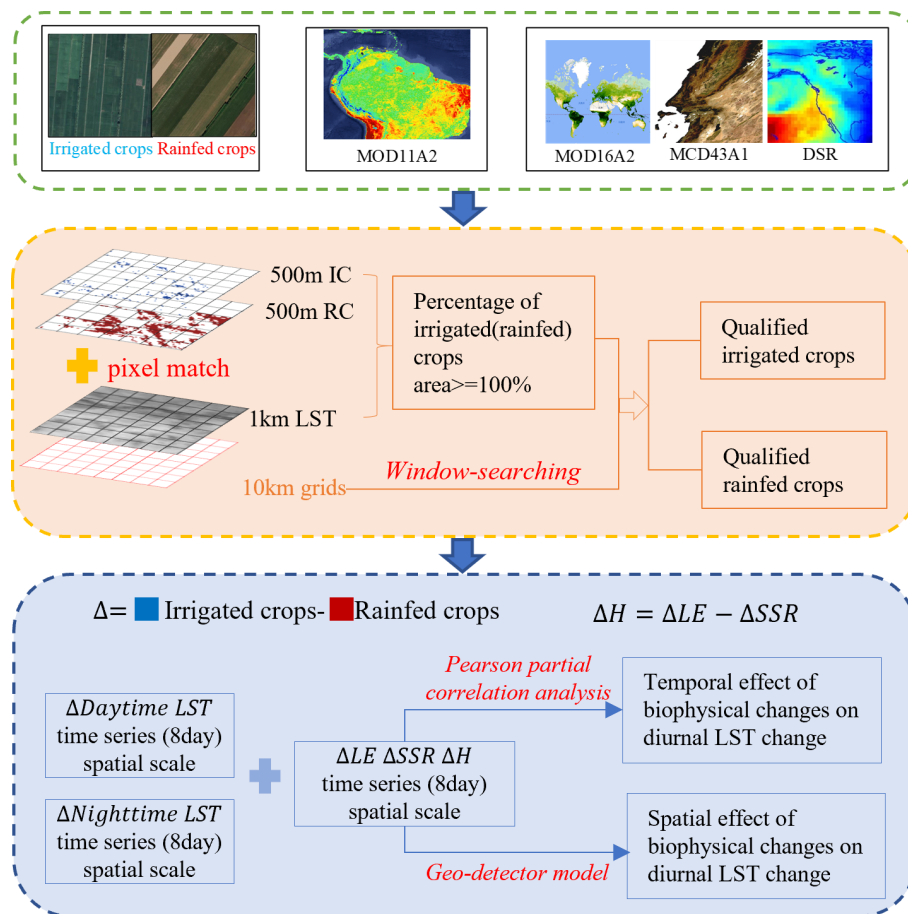 Irrigated crops Rainfed crops
MOD11A2
MOD16A2 MCD43A1 DSR
500m IC
500m RC
pixel match
1km LST
10km grids
Percentage of
irrigated(rainfed)
crops
area>=100%
Window-searching
Qualified
irrigated crops
Qualified
rainfed crops
Δ= Irrigated crops- Rainfed crops
ΔH = ΔLE − ΔSSR
ΔDaytime LST
time series (8day)
spatial scale
ΔNighttime LST
time series (8day)
spatial scale
ΔLE ΔSSR ΔH
time series (8day)
spatial scale
Pearson partial
correlation analysis
Geo-detector model
Temporal effect of
biophysical changes on
diurnal LST change
Spatial effect of
biophysical changes on
diurnal LST change